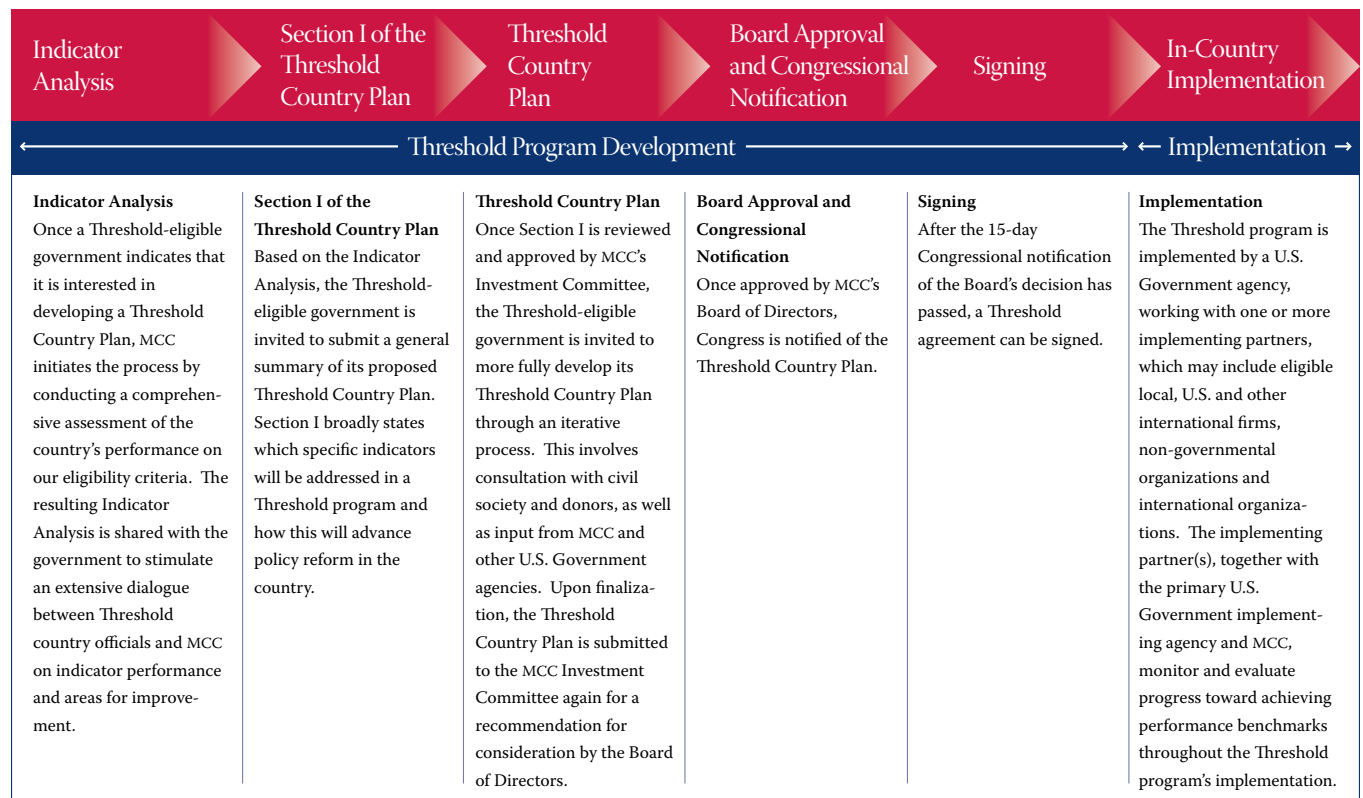 Indicator
Analysis
Section I of the
Threshold
Country Plan
Threshold
Country
Plan
Board Approval
and Congressional
Notification
Signing
In-Country
Implementation
Threshold Program Development
Implementation
Indicator Analysis
Once a Threshold-eligible
government indicates that
it is interested in
developing a Threshold
Country Plan, MCC
initiates the process by
conducting a comprehen-
sive assessment of the
country's performance on
our eligibility criteria.  The
resulting Indicator
Analysis is shared with the
government to stimulate
an extensive dialogue
between Threshold
country officials and MCC
on indicator performance
and areas for improve-
ment.
Section I of the
Threshold Country Plan
Based on the Indicator
Analysis, the Threshold-
eligible government is
invited to submit a general
summary of its proposed
Threshold Country Plan.
Section I broadly states
which specific indicators
will be addressed in a
Threshold program and
how this will advance
policy reform in the
country.
Threshold Country Plan
Once Section I is reviewed
and approved by MCC's
Investment Committee,
the Threshold-eligible
government is invited to
more fully develop its
Threshold Country Plan
through an iterative
process.  This involves
consultation with civil
society and donors, as well
as input from MCC and
other U.S. Government
agencies.  Upon finaliza-
tion, the Threshold
Country Plan is submitted
to the MCC Investment
Committee again for a
recommendation for
consideration by the Board
of Directors.
Board Approval and
Congressional
Notification
Once approved by MCC's
Board of Directors,
Congress is notified of the
Threshold Country Plan.
Signing
After the 15-day
Congressional notification
of the Board's decision has
passed, a Threshold
agreement can be signed.
Implementation
The Threshold program is
implemented by a U.S.
Government agency,
working with one or more
implementing partners,
which may include eligible
local, U.S. and other
international firms,
non-governmental
organizations and
international organiza-
tions.  The implementing
partner(s), together with
the primary U.S.
Government implement-
ing agency and MCC,
monitor and evaluate
progress toward achieving
performance benchmarks
throughout the Threshold
program's implementation.